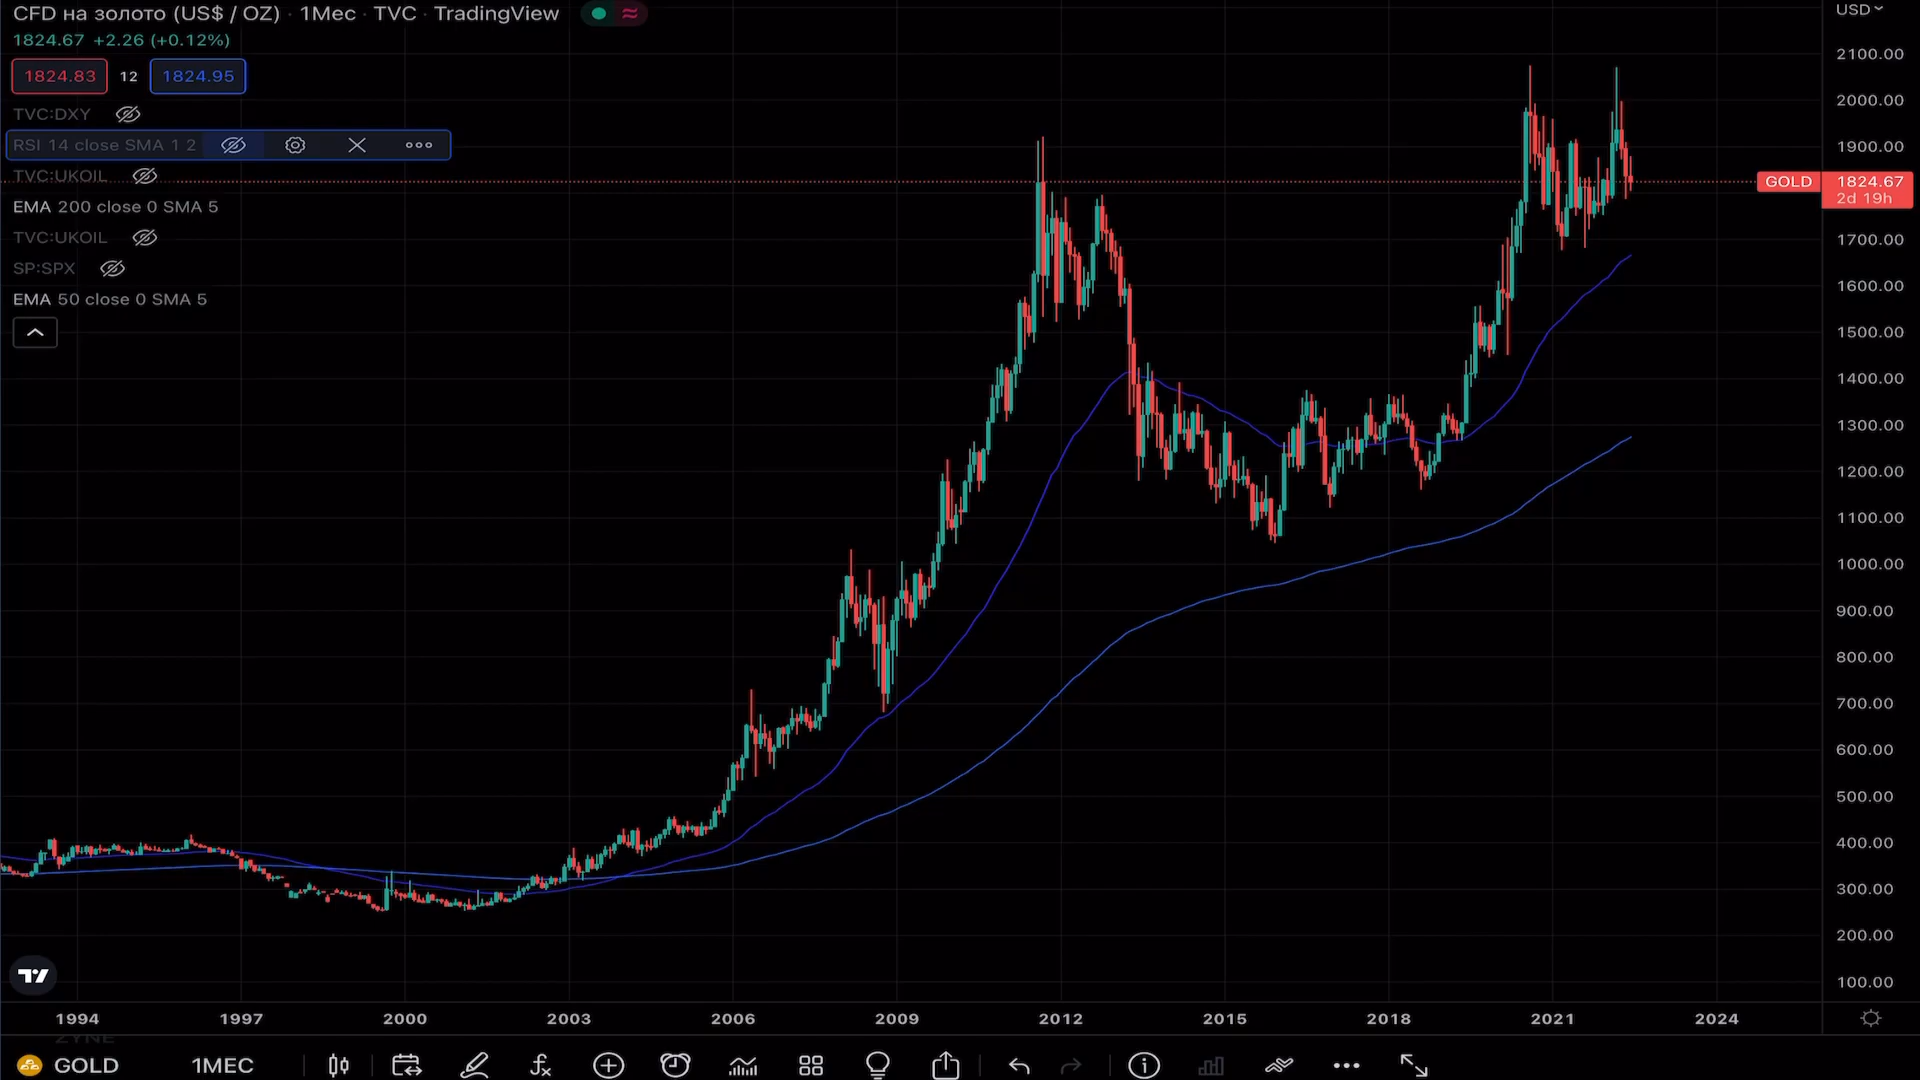 CFD на золото (US$ / OZ) · 1Мес · TVC · TradingView
1824.67 +2.26 (+0.12%)
1824.83 12 1824.95
TVC:DXY
RSI 14 close SMA 1 2
TVC:UKOIL
EMA 200 close 0 SMA 5
TVC:UKOIL
SP:SPX
EMA 50 close 0 SMA 5
USD
2100.00
2000.00
1900.00
GOLD 1824.67
2d 19h
1700.00
1600.00
1500.00
1400.00
1300.00
1200.00
1100.00
1000.00
900.00
800.00
700.00
600.00
500.00
400.00
300.00
200.00
100.00
1994 1997 2000 2003 2006 2009 2012 2015 2018 2021 2024
ZYNE
GOLD 1МЕС